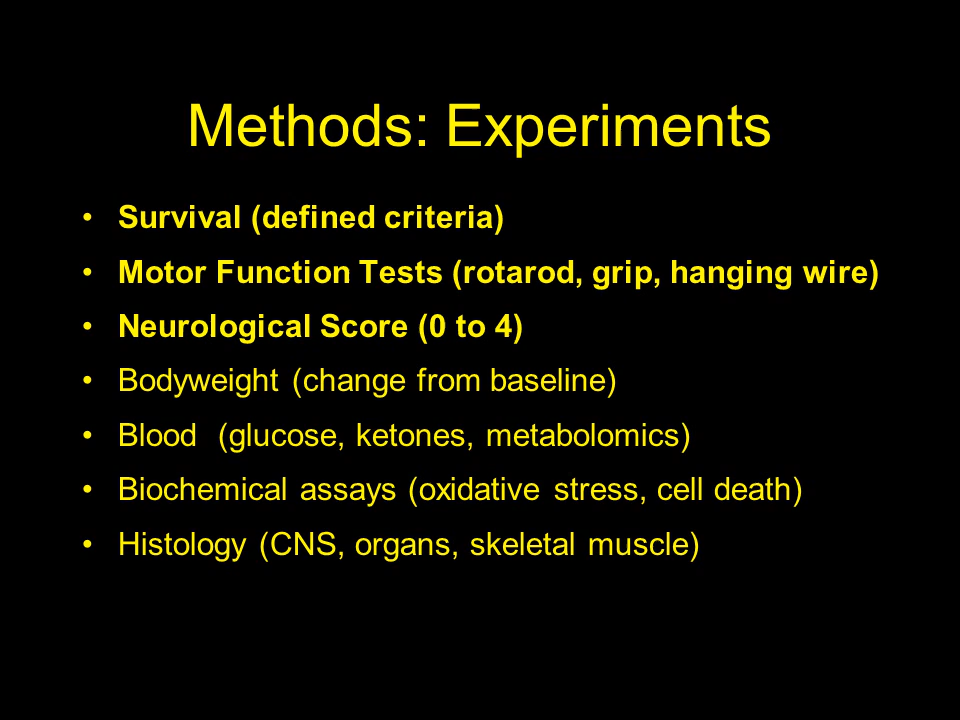 Methods: Experiments
• Survival (defined criteria)
• Motor Function Tests (rotarod, grip, hanging wire)
• Neurological Score (0 to 4)
• Bodyweight (change from baseline)
• Blood  (glucose, ketones, metabolomics)
• Biochemical assays (oxidative stress, cell death)
• Histology (CNS, organs, skeletal muscle)